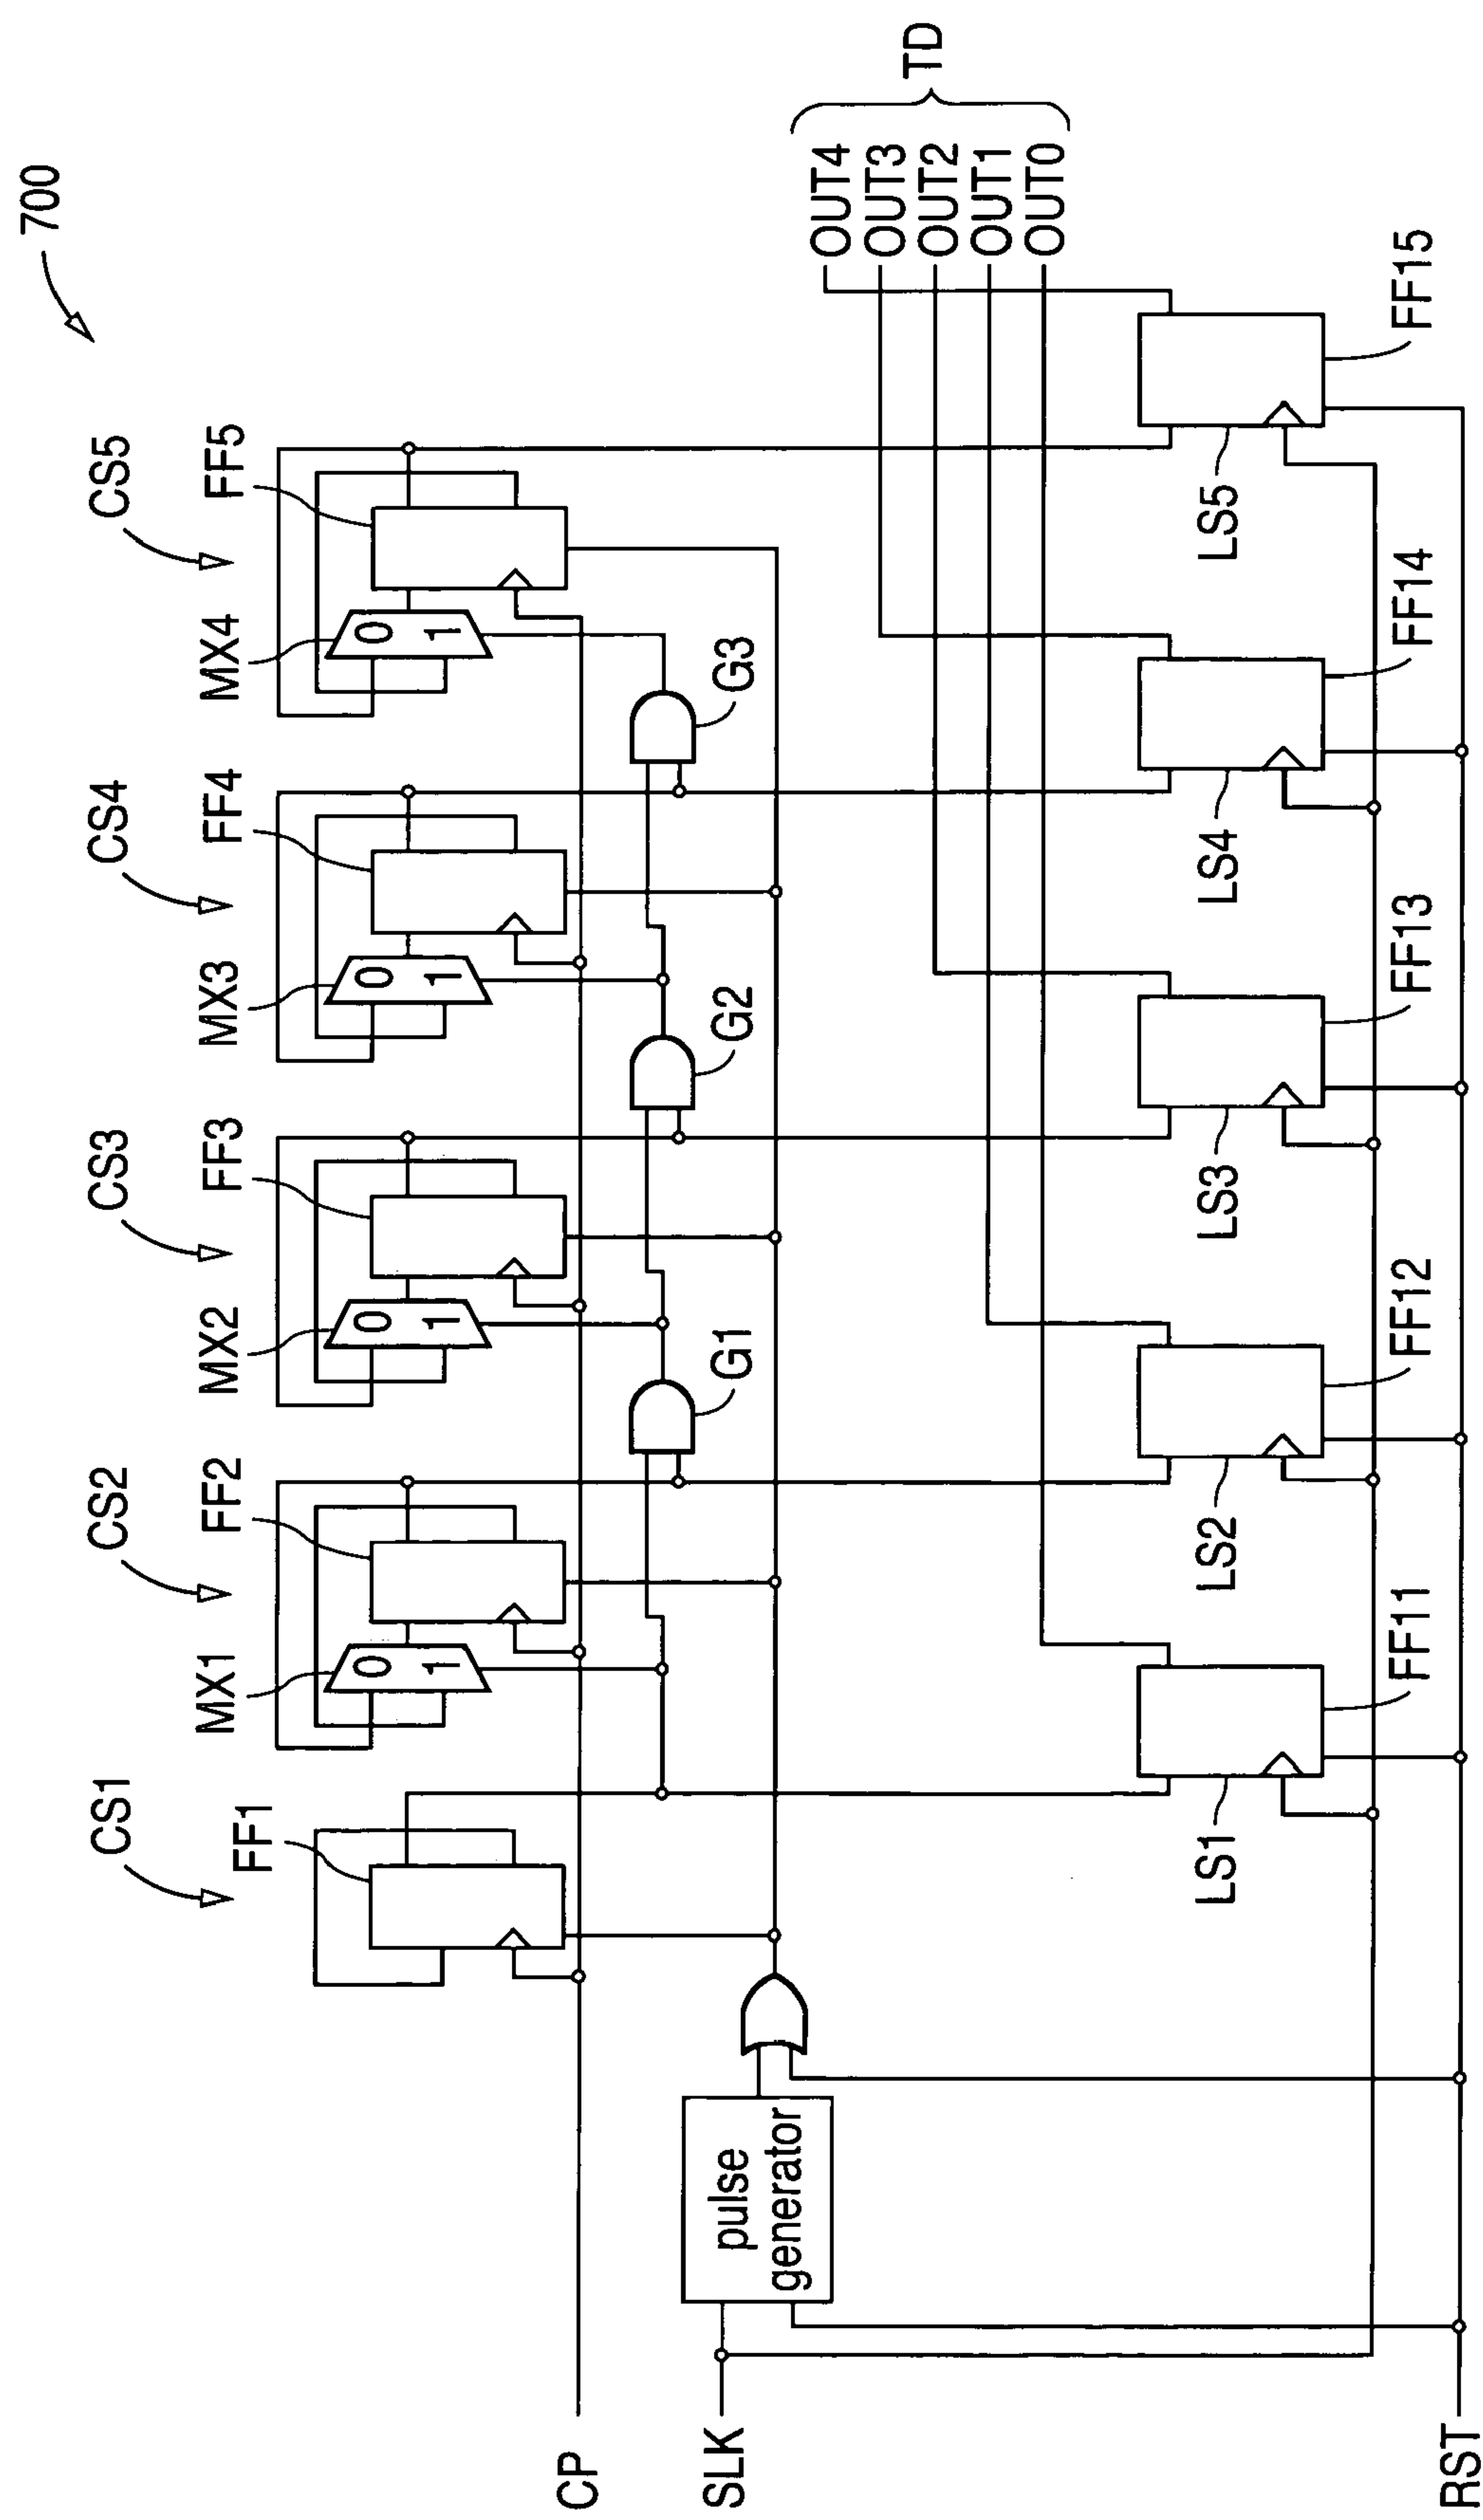 700
CS1
CS2
CS3
CS4
CS5
FF1
MX1
FF2
MX2
FF3
MX3
FF4
MX4
FF5
0
1
0
1
0
1
0
1
CP
G1
G2
G3
SLK
pulse
generator
OUT4
OUT3
OUT2
OUT1
OUT0
TD
LS1
LS2
LS3
LS4
LS5
FF11
FF12
FF13
FF14
FF15
RST